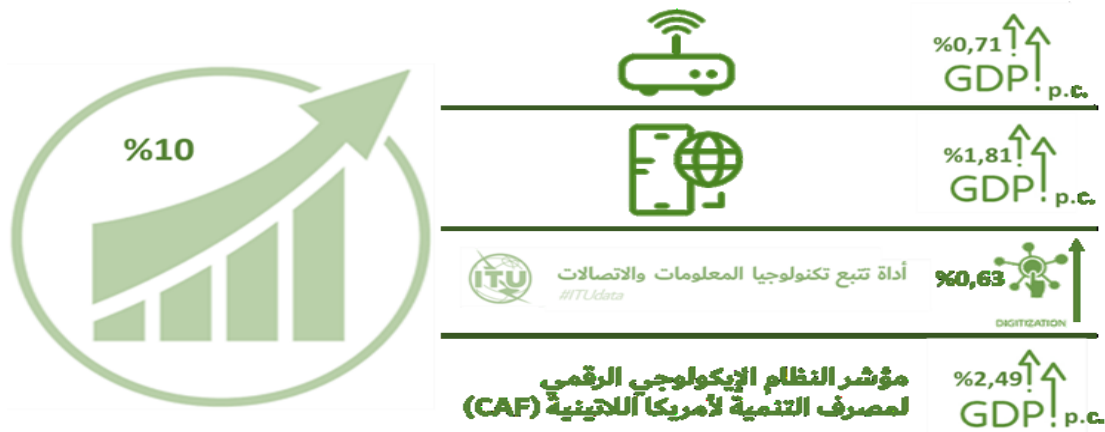 %10
%0,71
GDP p.c.
%1,81
GDP p.c.
ITU
أداة تتبع تكنولوجيا المعلومات والاتصالات
#ITUdata
%0,63
DIGITIZATION
مؤشر النظام الإيكولوجي الرقمي
لمصرف التنمية لأمريكا اللاتينية (CAF)
%2,49
GDP p.c.